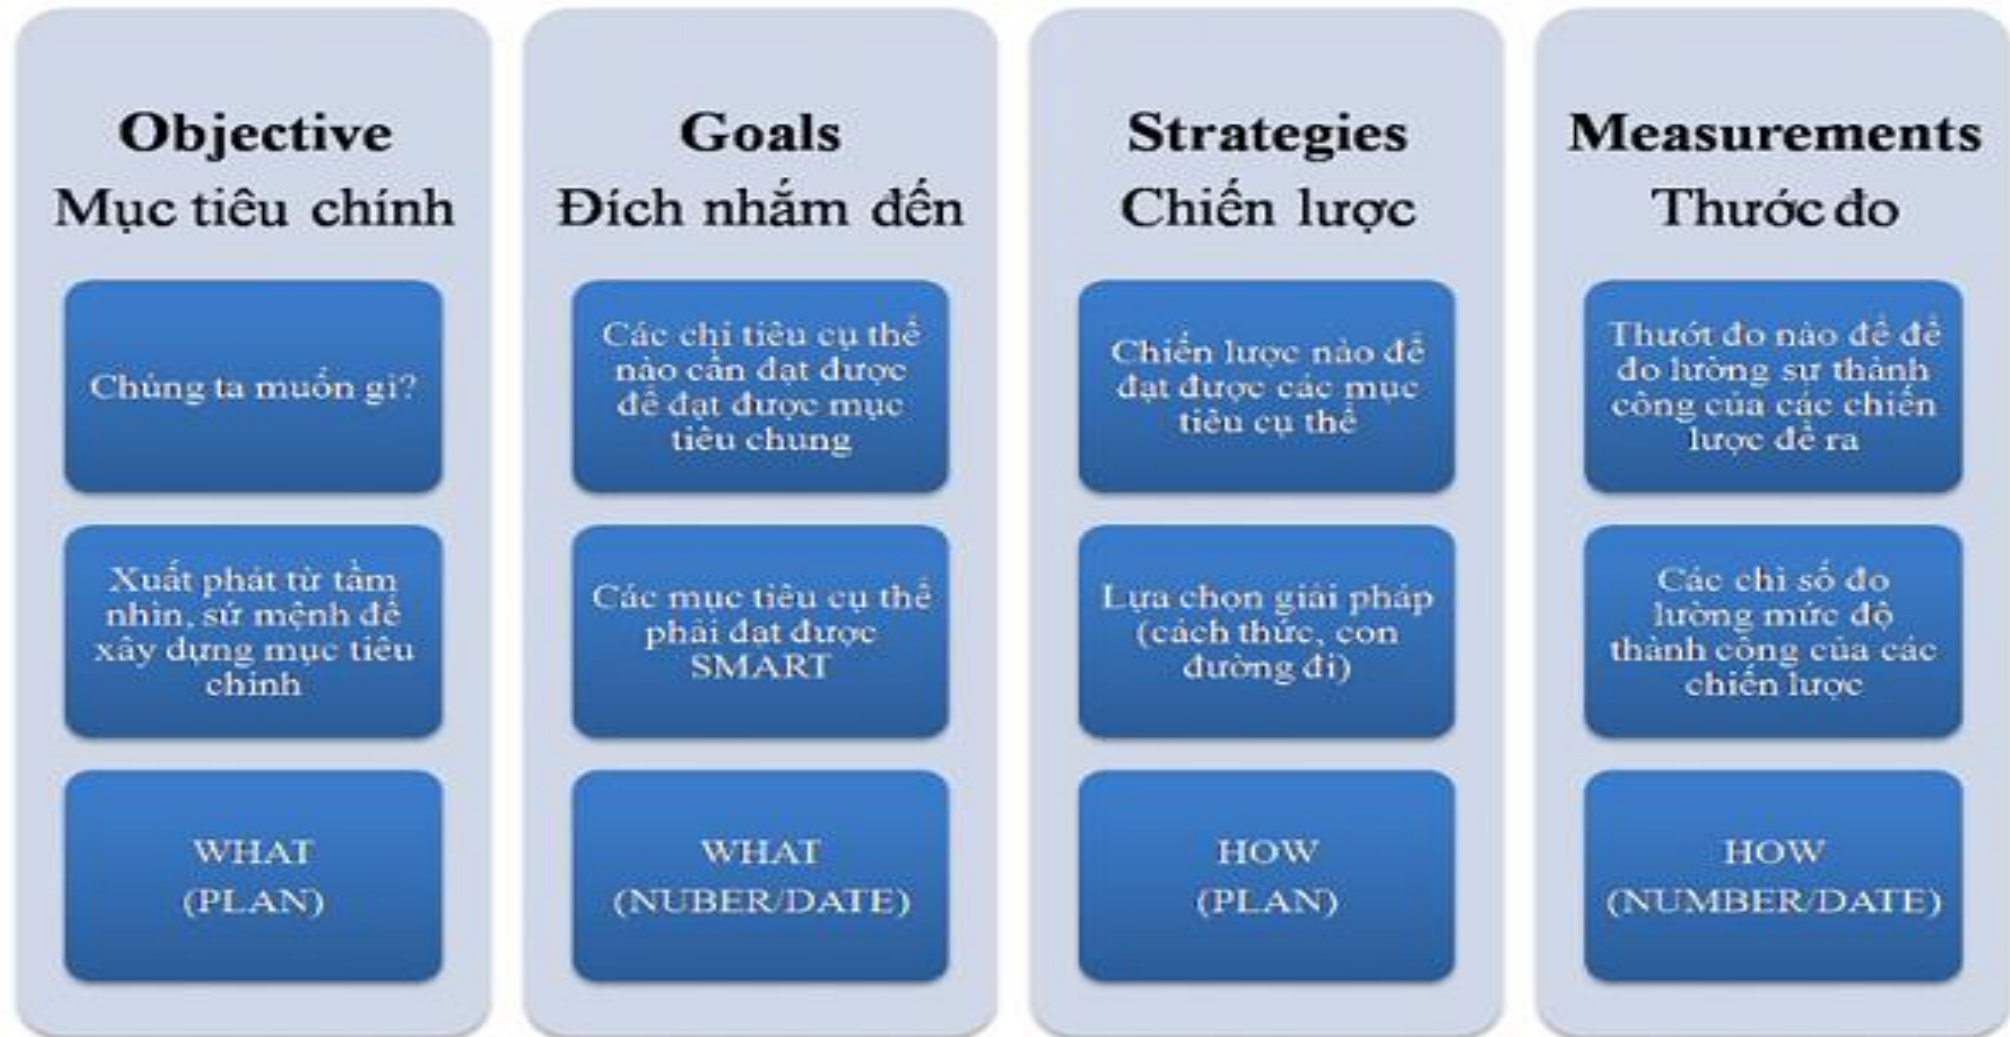 Objective
Mục tiêu chính
Chúng ta muốn gì?
Xuất phát từ tầm
nhìn, sứ mệnh để
xây dựng mục tiêu
chính
WHAT
(PLAN)
Goals
Đích nhắm đến
Các chỉ tiêu cụ thể
nào cần đạt được
để đạt được mục
tiêu chung
Các mục tiêu cụ thể
phải đạt được
SMART
WHAT
(NUBER/DATE)
Strategies
Chiến lược
Chiến lược nào để
đạt được các mục
tiêu cụ thể
Lựa chọn giải pháp
(cách thức, con
đường đi)
HOW
(PLAN)
Measurements
Thước đo
Thướt đo nào để để
đo lường sự thành
công của các chiến
lược đề ra
Các chỉ số đo
lường mức độ
thành công của các
chiến lược
HOW
(NUMBER/DATE)